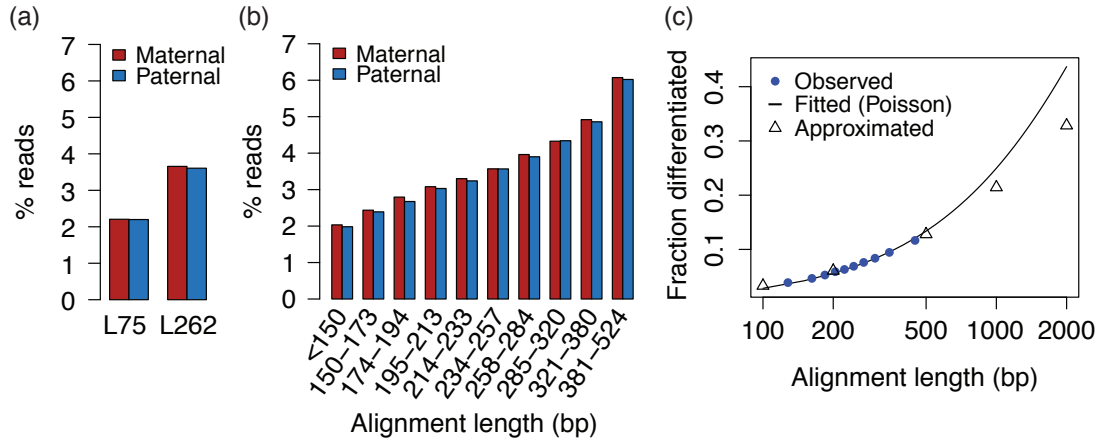 (a)
% reads
7
6
5
4
3
2
1
0
Maternal
Paternal
L75 L262
(b)
% reads
7
6
5
4
3
2
1
0
Maternal
Paternal
<150
150–173
174–194
195–213
214–233
234–257
258–284
285–320
321–380
381–524
Alignment length (bp)
(c)
Fraction differentiated
0.4
0.3
0.2
0.1
Observed
Fitted (Poisson)
Approximated
100 200 500 1000 2000
Alignment length (bp)